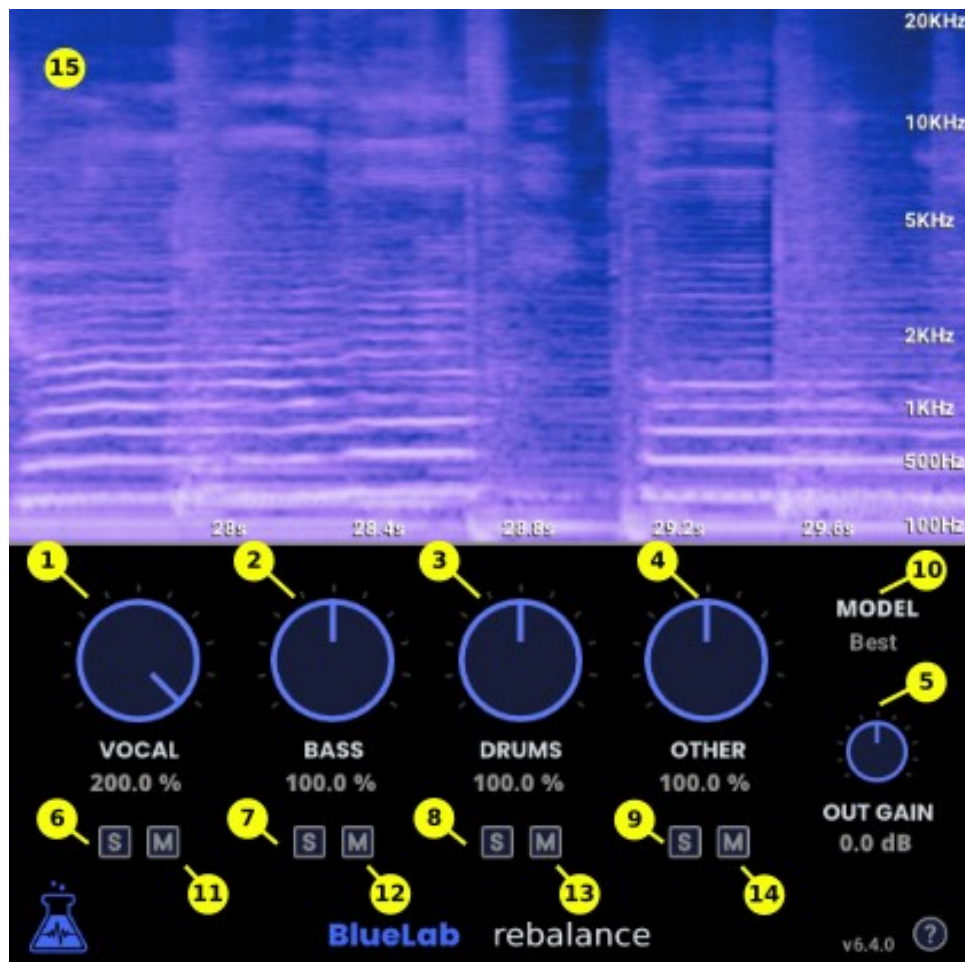 15
20KHz
10KHz
5KHz
2KHz
1KHz
500Hz
28s 28.4s 28.8s 29.2s 29.6s 100Hz
1 2 3 4 10
MODEL
Best
5
VOCAL BASS DRUMS OTHER
200.0 % 100.0 % 100.0 % 100.0 %
OUT GAIN
0.0 dB
6 S M 7 S M 8 S M 9 S M
11 12 13 14
BlueLab rebalance
v6.4.0 ?